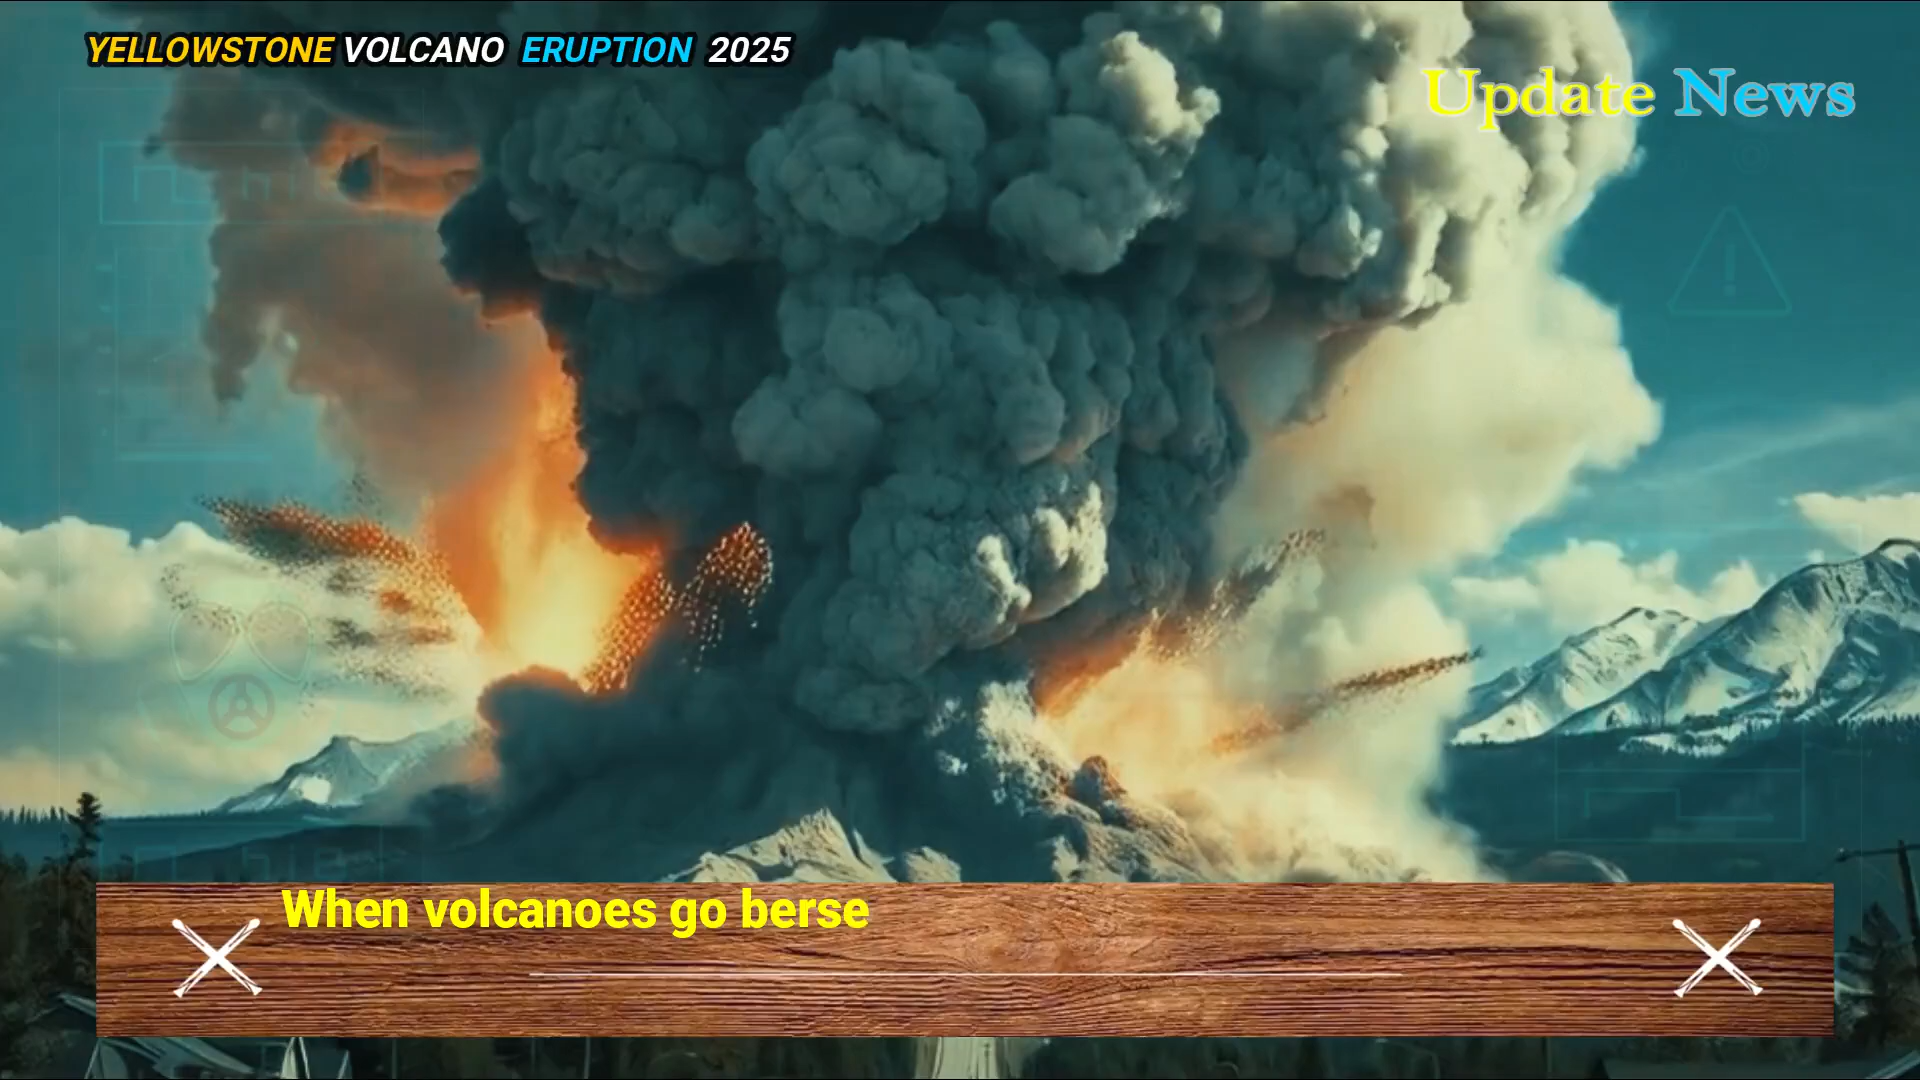 YELLOWSTONE VOLCANO ERUPTION 2025
Update News
When volcanoes go berse